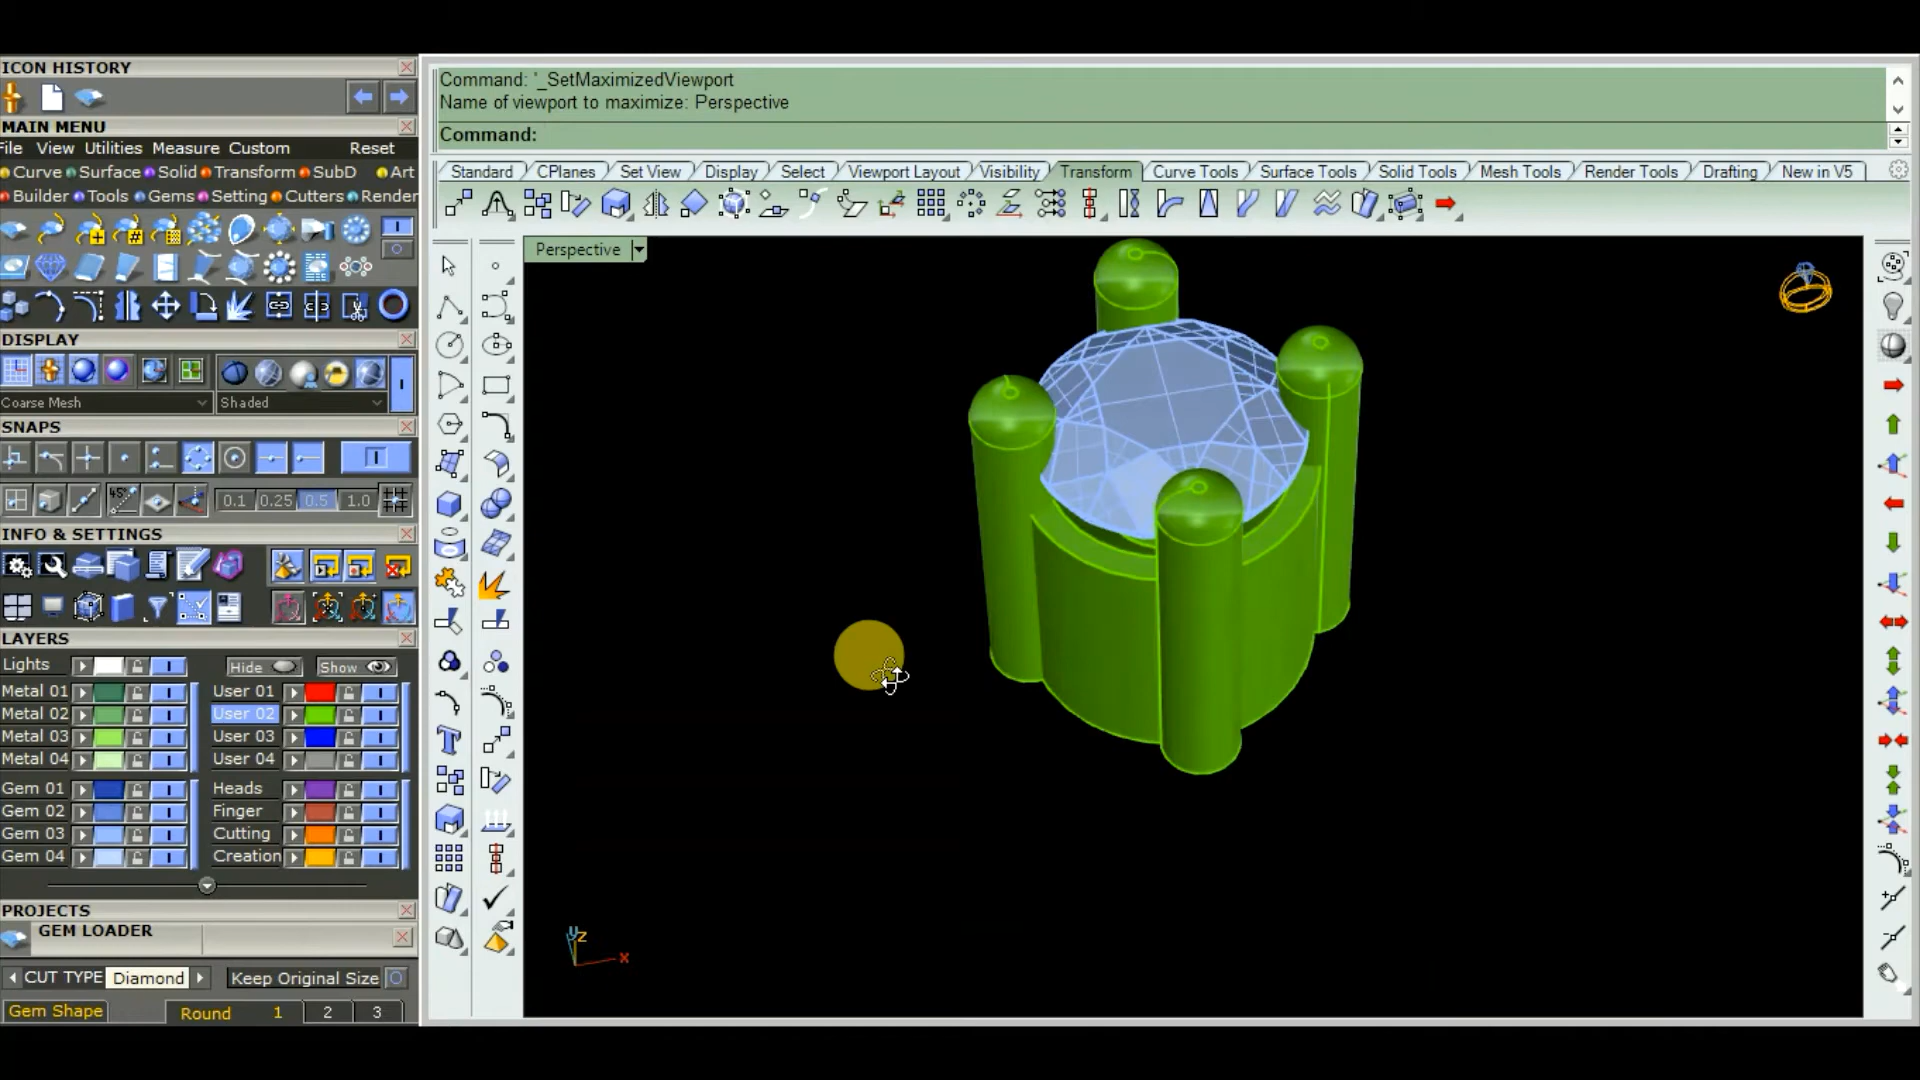 ICON HISTORY
MAIN MENU
File View Utilities Measure Custom Reset
Curve Surface Solid Transform SubD Art
Builder Tools Gems Setting Cutters Render
DISPLAY
Coarse Mesh Shaded
SNAPS
45° 0.1 0.25 0.5 1.0
INFO & SETTINGS
LAYERS
Lights Hide Show
Metal 01 User 01
Metal 02 User 02
Metal 03 User 03
Metal 04 User 04
Gem 01 Heads
Gem 02 Finger
Gem 03 Cutting
Gem 04 Creation
PROJECTS
GEM LOADER
CUT TYPE Diamond Keep Original Size
Gem Shape Round 1 2 3
Command: '_SetMaximizedViewport
Name of viewport to maximize: Perspective
Command:
Standard CPlanes Set View Display Select Viewport Layout Visibility Transform Curve Tools Surface Tools Solid Tools Mesh Tools Render Tools Drafting New in V5
Perspective
z
x